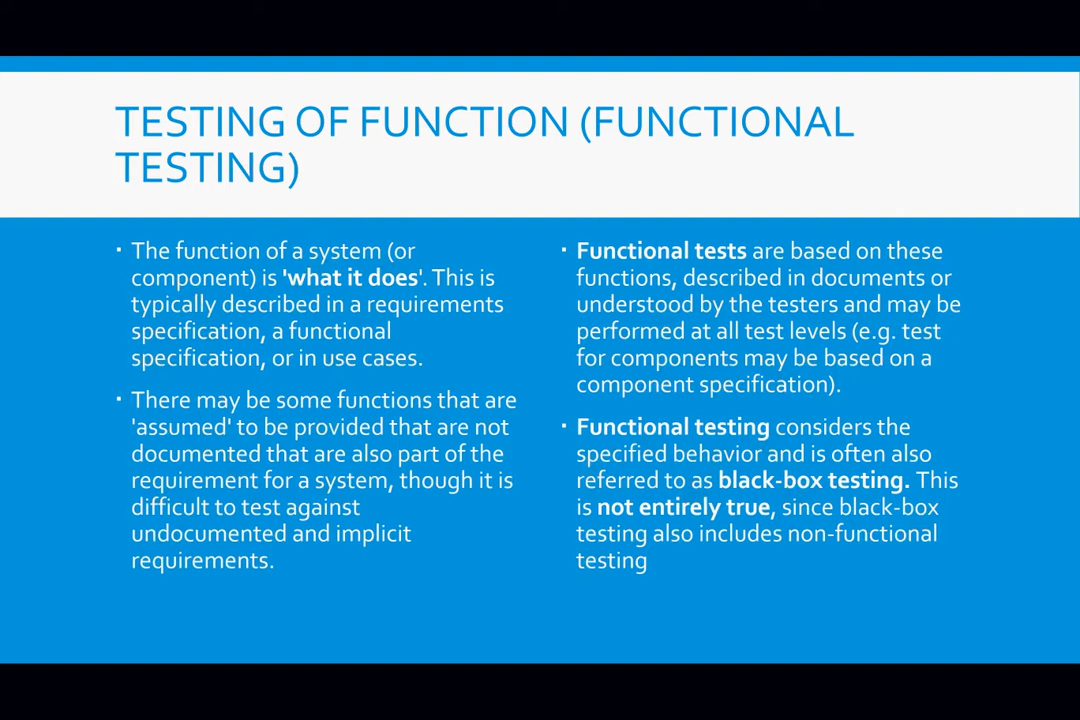 TESTING OF FUNCTION (FUNCTIONAL
TESTING)
▪ The function of a system (or
component) is 'what it does'. This is
typically described in a requirements
specification, a functional
specification, or in use cases.
▪ There may be some functions that are
'assumed' to be provided that are not
documented that are also part of the
requirement for a system, though it is
difficult to test against
undocumented and implicit
requirements.
▪ Functional tests are based on these
functions, described in documents or
understood by the testers and may be
performed at all test levels (e.g. test
for components may be based on a
component specification).
▪ Functional testing considers the
specified behavior and is often also
referred to as black-box testing. This
is not entirely true, since black-box
testing also includes non-functional
testing